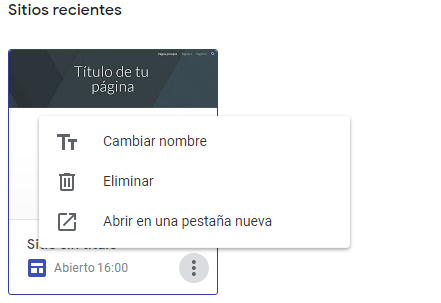 Sitios recientes
Título de tu
página
Cambiar nombre
Eliminar
Abrir en una pestaña nueva
Abierto 16:00